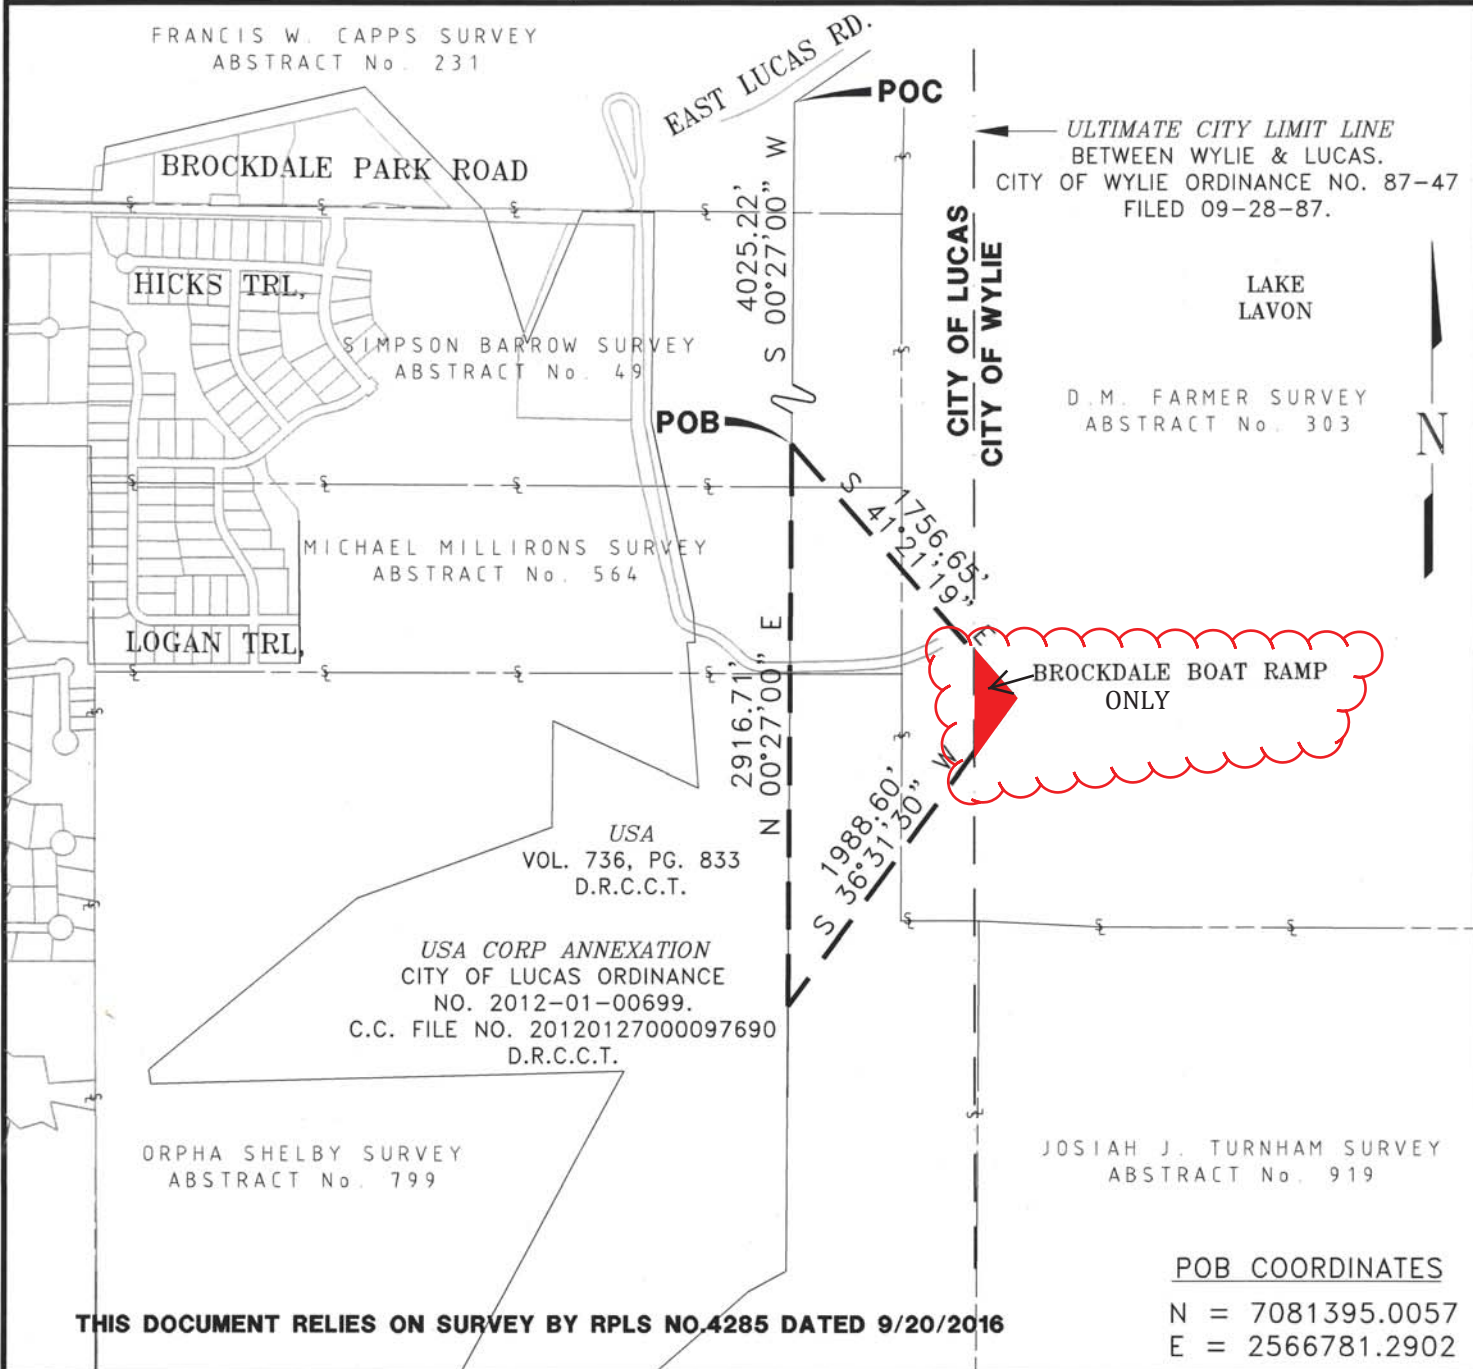 FRANCIS W. CAPPS SURVEY
ABSTRACT No. 231
EAST LUCAS RD.
POC
ULTIMATE CITY LIMIT LINE
BETWEEN WYLIE & LUCAS.
CITY OF WYLIE ORDINANCE NO. 87-47
FILED 09-28-87.
BROCKDALE PARK ROAD
4025.22'
S 00°27'00" W
CITY OF LUCAS
CITY OF WYLIE
LAKE
LAVON
HICKS TRL,
SIMPSON BARROW SURVEY
ABSTRACT No. 49
D.M. FARMER SURVEY
ABSTRACT No. 303
N
POB
1756.65'
S 41°21'19" E
MICHAEL MILLIRONS SURVEY
ABSTRACT No. 564
LOGAN TRL,
2916.71'
N 00°27'00" E
BROCKDALE BOAT RAMP
ONLY
1988.60'
S 36°31'30" W
USA
VOL. 736, PG. 833
D.R.C.C.T.
USA CORP ANNEXATION
CITY OF LUCAS ORDINANCE
NO. 2012-01-00699.
C.C. FILE NO. 20120127000097690
D.R.C.C.T.
ORPHA SHELBY SURVEY
ABSTRACT No. 799
JOSIAH J. TURNHAM SURVEY
ABSTRACT No. 919
POB COORDINATES
N = 7081395.0057
E = 2566781.2902
THIS DOCUMENT RELIES ON SURVEY BY RPLS NO.4285 DATED 9/20/2016